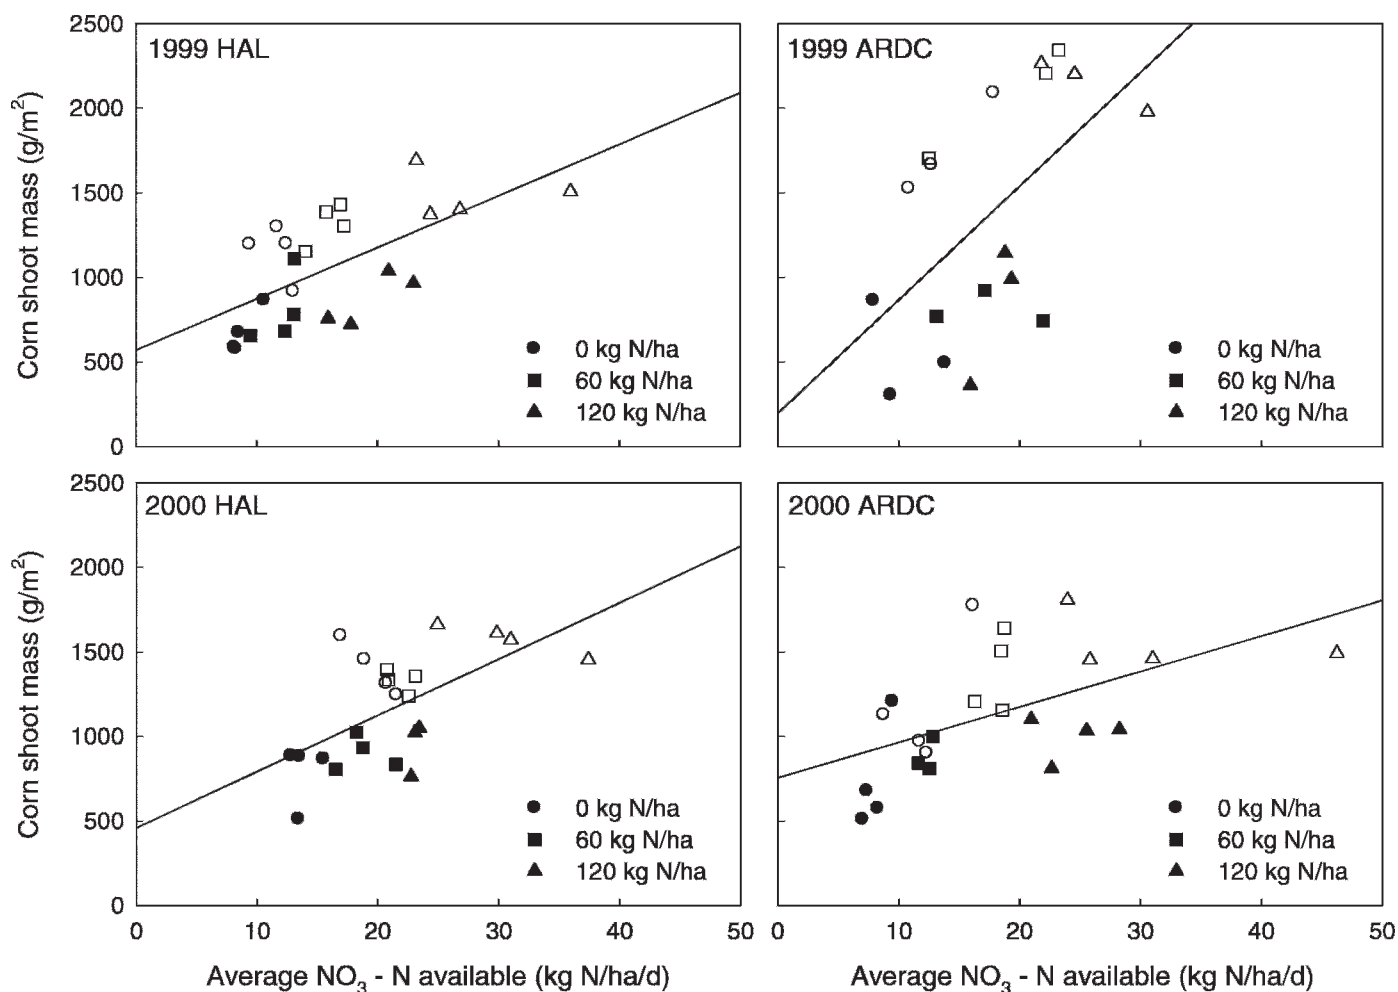 2500
2000
1500
1000
500
0
Corn shoot mass (g/m²)
1999 HAL
0 kg N/ha
60 kg N/ha
120 kg N/ha
1999 ARDC
0 kg N/ha
60 kg N/ha
120 kg N/ha
2500
2000
1500
1000
500
0
Corn shoot mass (g/m²)
2000 HAL
0 kg N/ha
60 kg N/ha
120 kg N/ha
0 10 20 30 40 50
Average NO₃ - N available (kg N/ha/d)
2000 ARDC
0 kg N/ha
60 kg N/ha
120 kg N/ha
0 10 20 30 40 50
Average NO₃ - N available (kg N/ha/d)